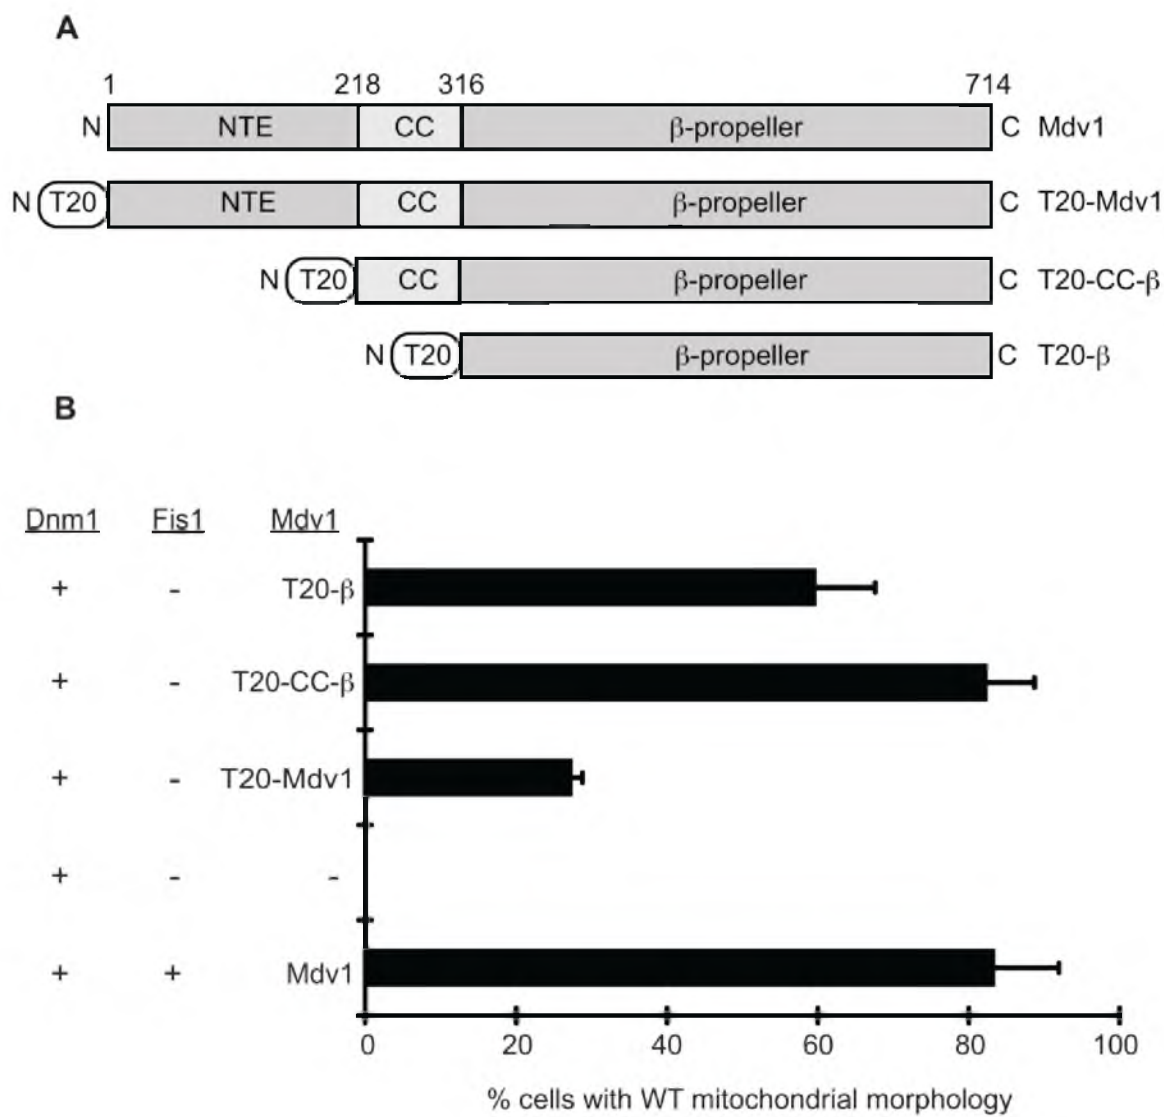 A
1 218 316 714
N NTE CC β-propeller C Mdv1
N T20 NTE CC β-propeller C T20-Mdv1
N T20 CC β-propeller C T20-CC-β
N T20 β-propeller C T20-β
B
Dnm1 Fis1 Mdv1
+ - T20-β
+ - T20-CC-β
+ - T20-Mdv1
+ - -
+ + Mdv1
0 20 40 60 80 100
% cells with WT mitochondrial morphology